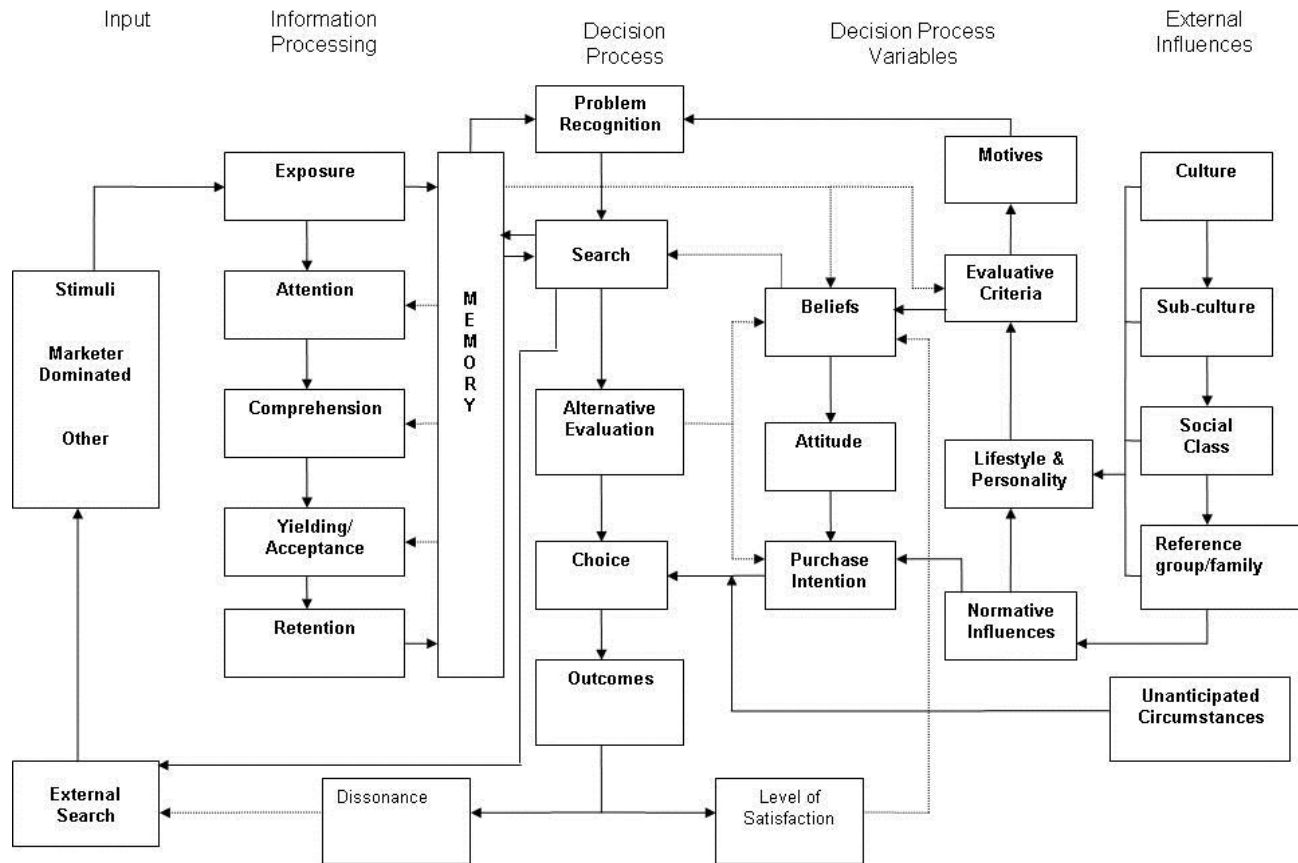 Input
Information
Processing
Decision
Process
Decision Process
Variables
External
Influences
Stimuli
Marketer
Dominated
Other
External
Search
Exposure
Attention
Comprehension
Yielding/
Acceptance
Retention
M
E
M
O
R
Y
Problem
Recognition
Search
Alternative
Evaluation
Choice
Outcomes
Dissonance
Level of
Satisfaction
Beliefs
Attitude
Purchase
Intention
Motives
Evaluative
Criteria
Lifestyle &
Personality
Normative
Influences
Culture
Sub-culture
Social
Class
Reference
group/family
Unanticipated
Circumstances